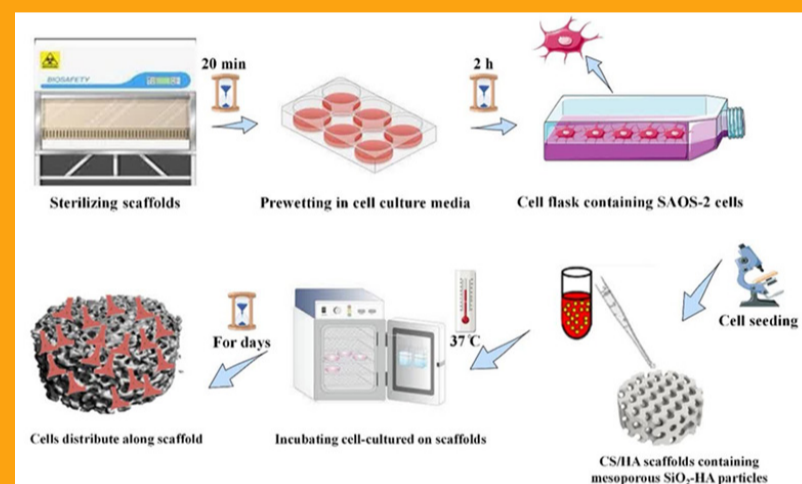 BIOSAFETY
20 min
2 h
Sterilizing scaffolds
Prewetting in cell culture media
Cell flask containing SAOS-2 cells
Cell seeding
37°C
For days
Cells distribute along scaffold
Incubating cell-cultured on scaffolds
CS/HA scaffolds containing
mesoporous SiO₂-HA particles